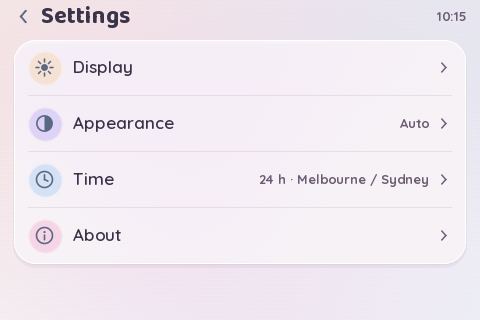 Settings
10:15
Display
Appearance
Auto
Time
24 h · Melbourne / Sydney
About